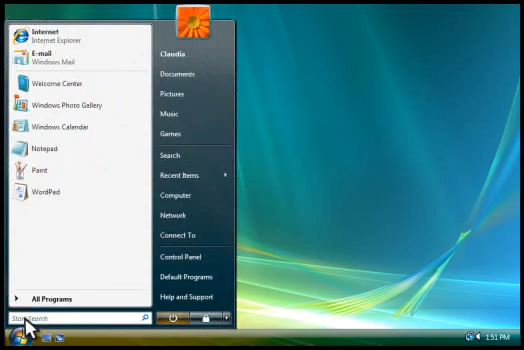 Internet
Internet Explorer
E-mail
Windows Mail
Welcome Center
Windows Photo Gallery
Windows Calendar
Notepad
Paint
WordPad
All Programs
Search
Claudia
Documents
Pictures
Music
Games
Search
Recent Items
Computer
Network
Connect To
Control Panel
Default Programs
Help and Support
1:51 PM